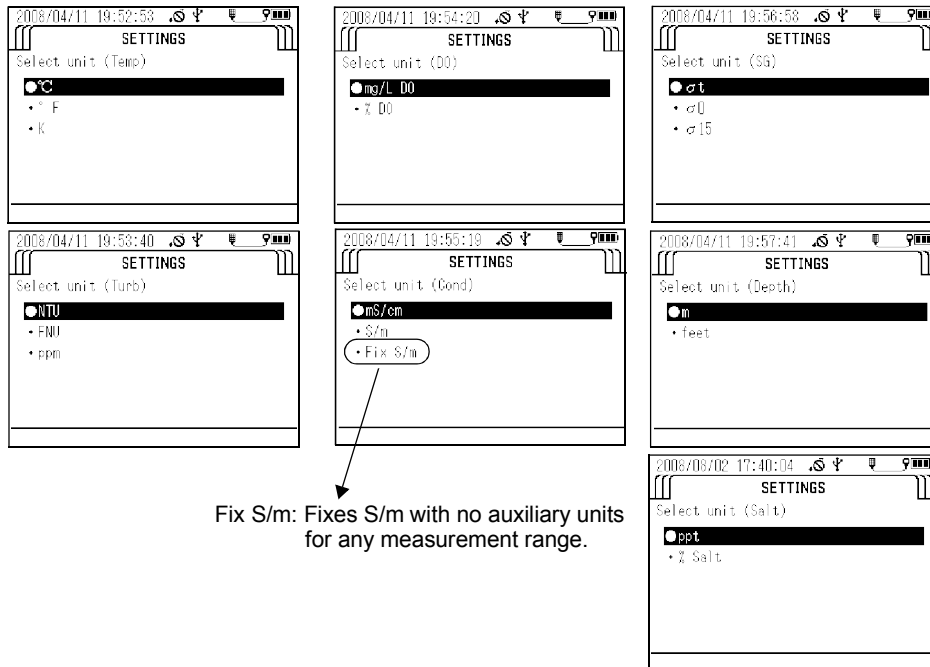 2008/04/11 19:52:53
SETTINGS
Select unit (Temp)
●℃
・° F
・K
2008/04/11 19:54:20
SETTINGS
Select unit (DO)
●mg/L DO
・% DO
2008/04/11 19:56:58
SETTINGS
Select unit (SG)
●σt
・σ0
・σ15
2008/04/11 19:53:40
SETTINGS
Select unit (Turb)
●NTU
・FNU
・ppm
2008/04/11 19:55:19
SETTINGS
Select unit (Cond)
●mS/cm
・S/m
・Fix S/m
2008/04/11 19:57:41
SETTINGS
Select unit (Depth)
●m
・feet
Fix S/m: Fixes S/m with no auxiliary units
for any measurement range.
2008/08/02 17:40:04
SETTINGS
Select unit (Salt)
●ppt
・% Salt